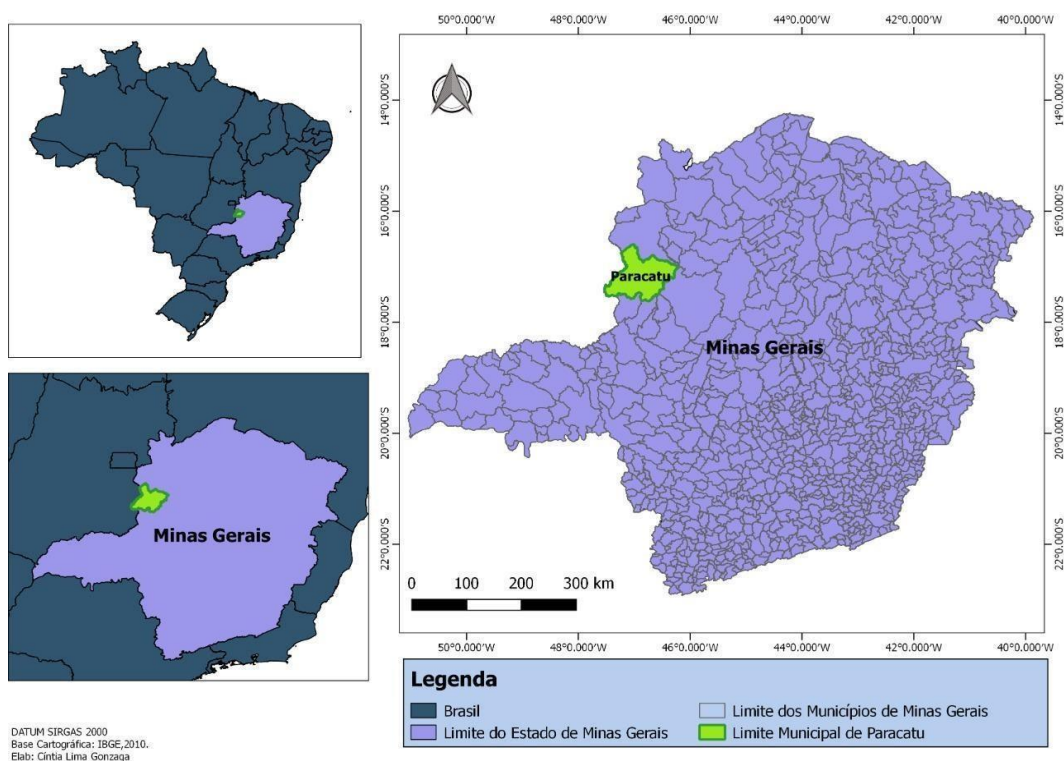 50°0.000'W 48°0.000'W 46°0.000'W 44°0.000'W 42°0.000'W 40°0.000'W
14°0.000'S
16°0.000'S
18°0.000'S
20°0.000'S
22°0.000'S
Paracatu
Minas Gerais
14°0.000'S
16°0.000'S
18°0.000'S
20°0.000'S
22°0.000'S
0 100 200 300 km
50°0.000'W 48°0.000'W 46°0.000'W 44°0.000'W 42°0.000'W 40°0.000'W
Minas Gerais
Legenda
Brasil
Limite do Estado de Minas Gerais
Limite dos Municípios de Minas Gerais
Limite Municipal de Paracatu
DATUM SIRGAS 2000
Base Cartográfica: IBGE,2010.
Elab: Cíntia Lima Gonzaga